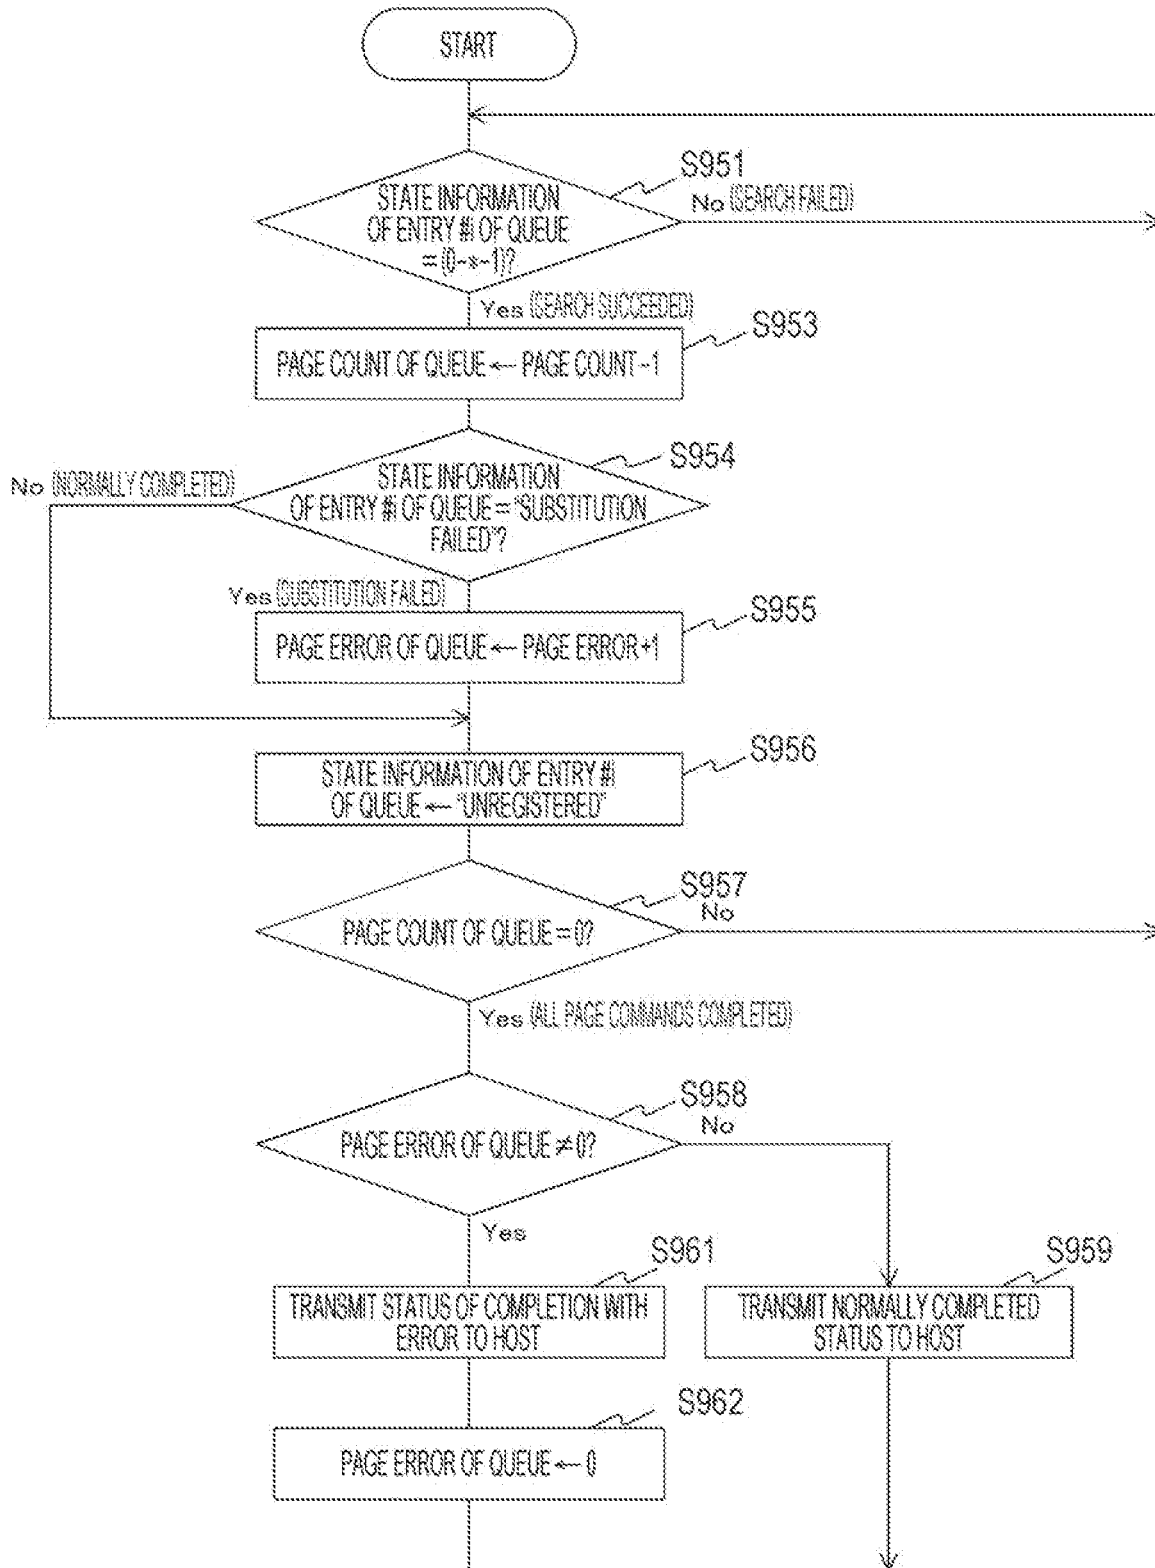 START
S951
STATE INFORMATION
OF ENTRY #i OF QUEUE
= (0-*-1)?
No (SEARCH FAILED)
Yes (SEARCH SUCCEEDED)
S953
PAGE COUNT OF QUEUE ← PAGE COUNT-1
S954
STATE INFORMATION
OF ENTRY #i OF QUEUE = "SUBSTITUTION
FAILED"?
No (NORMALLY COMPLETED)
Yes (SUBSTITUTION FAILED)
S955
PAGE ERROR OF QUEUE ← PAGE ERROR+1
S956
STATE INFORMATION OF ENTRY #i
OF QUEUE ← "UNREGISTERED"
S957
PAGE COUNT OF QUEUE = 0?
No
Yes (ALL PAGE COMMANDS COMPLETED)
S958
PAGE ERROR OF QUEUE ≠ 0?
No
Yes
S961
TRANSMIT STATUS OF COMPLETION WITH
ERROR TO HOST
S959
TRANSMIT NORMALLY COMPLETED
STATUS TO HOST
S962
PAGE ERROR OF QUEUE ← 0